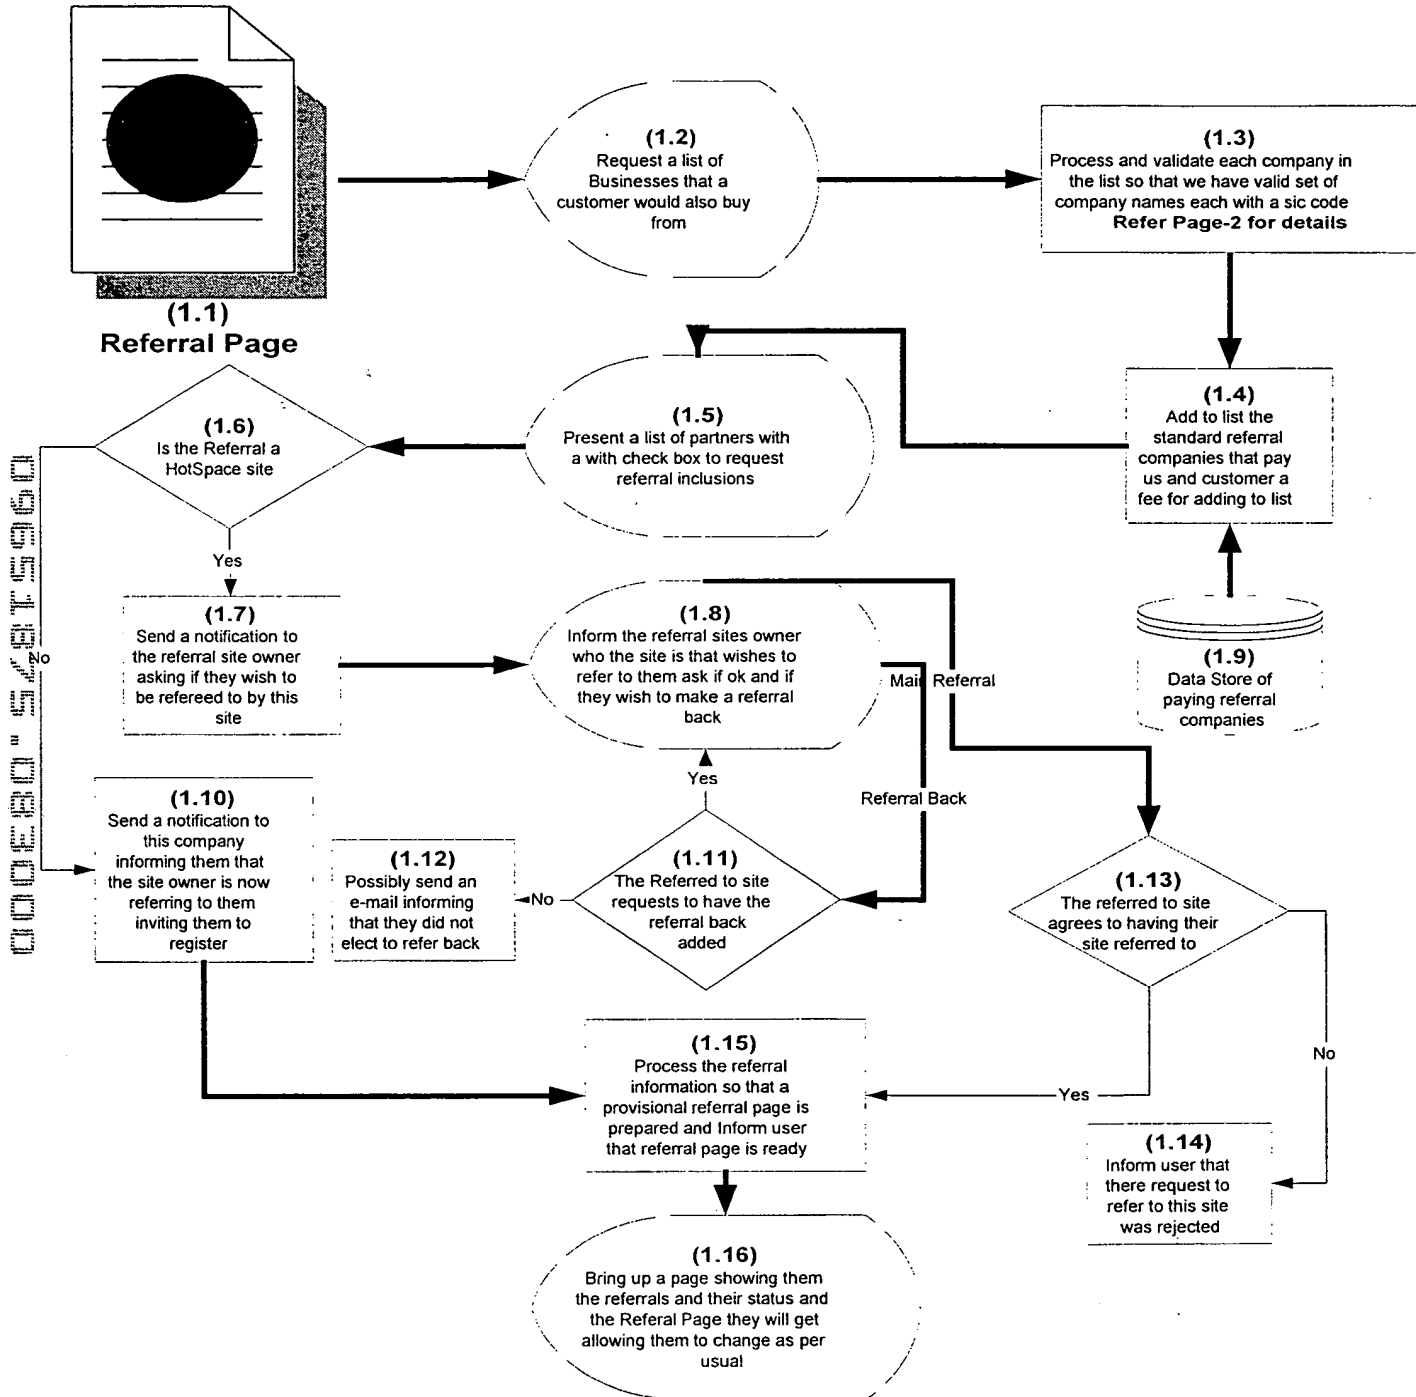 (1.1)
Referral Page
(1.2)
Request a list of
Businesses that a
customer would also buy
from
(1.3)
Process and validate each company in
the list so that we have valid set of
company names each with a sic code
Refer Page-2 for details
(1.4)
Add to list the
standard referral
companies that pay
us and customer a
fee for adding to list
(1.5)
Present a list of partners with
a with check box to request
referral inclusions
(1.6)
Is the Referral a
HotSpace site
Yes
No
(1.7)
Send a notification to
the referral site owner
asking if they wish to
be refereed to by this
site
(1.8)
Inform the referral sites owner
who the site is that wishes to
refer to them ask if ok and if
they wish to make a referral
back
Main Referral
Referral Back
(1.9)
Data Store of
paying referral
companies
(1.10)
Send a notification to
this company
informing them that
the site owner is now
referring to them
inviting them to
register
(1.11)
The Referred to site
requests to have the
referral back
added
Yes
No
(1.12)
Possibly send an
e-mail informing
that they did not
elect to refer back
(1.13)
The referred to site
agrees to having their
site referred to
Yes
No
(1.14)
Inform user that
there request to
refer to this site
was rejected
(1.15)
Process the referral
information so that a
provisional referral page is
prepared and Inform user
that referral page is ready
(1.16)
Bring up a page showing them
the referrals and their status and
the Referal Page they will get
allowing them to change as per
usual
09651875.083000